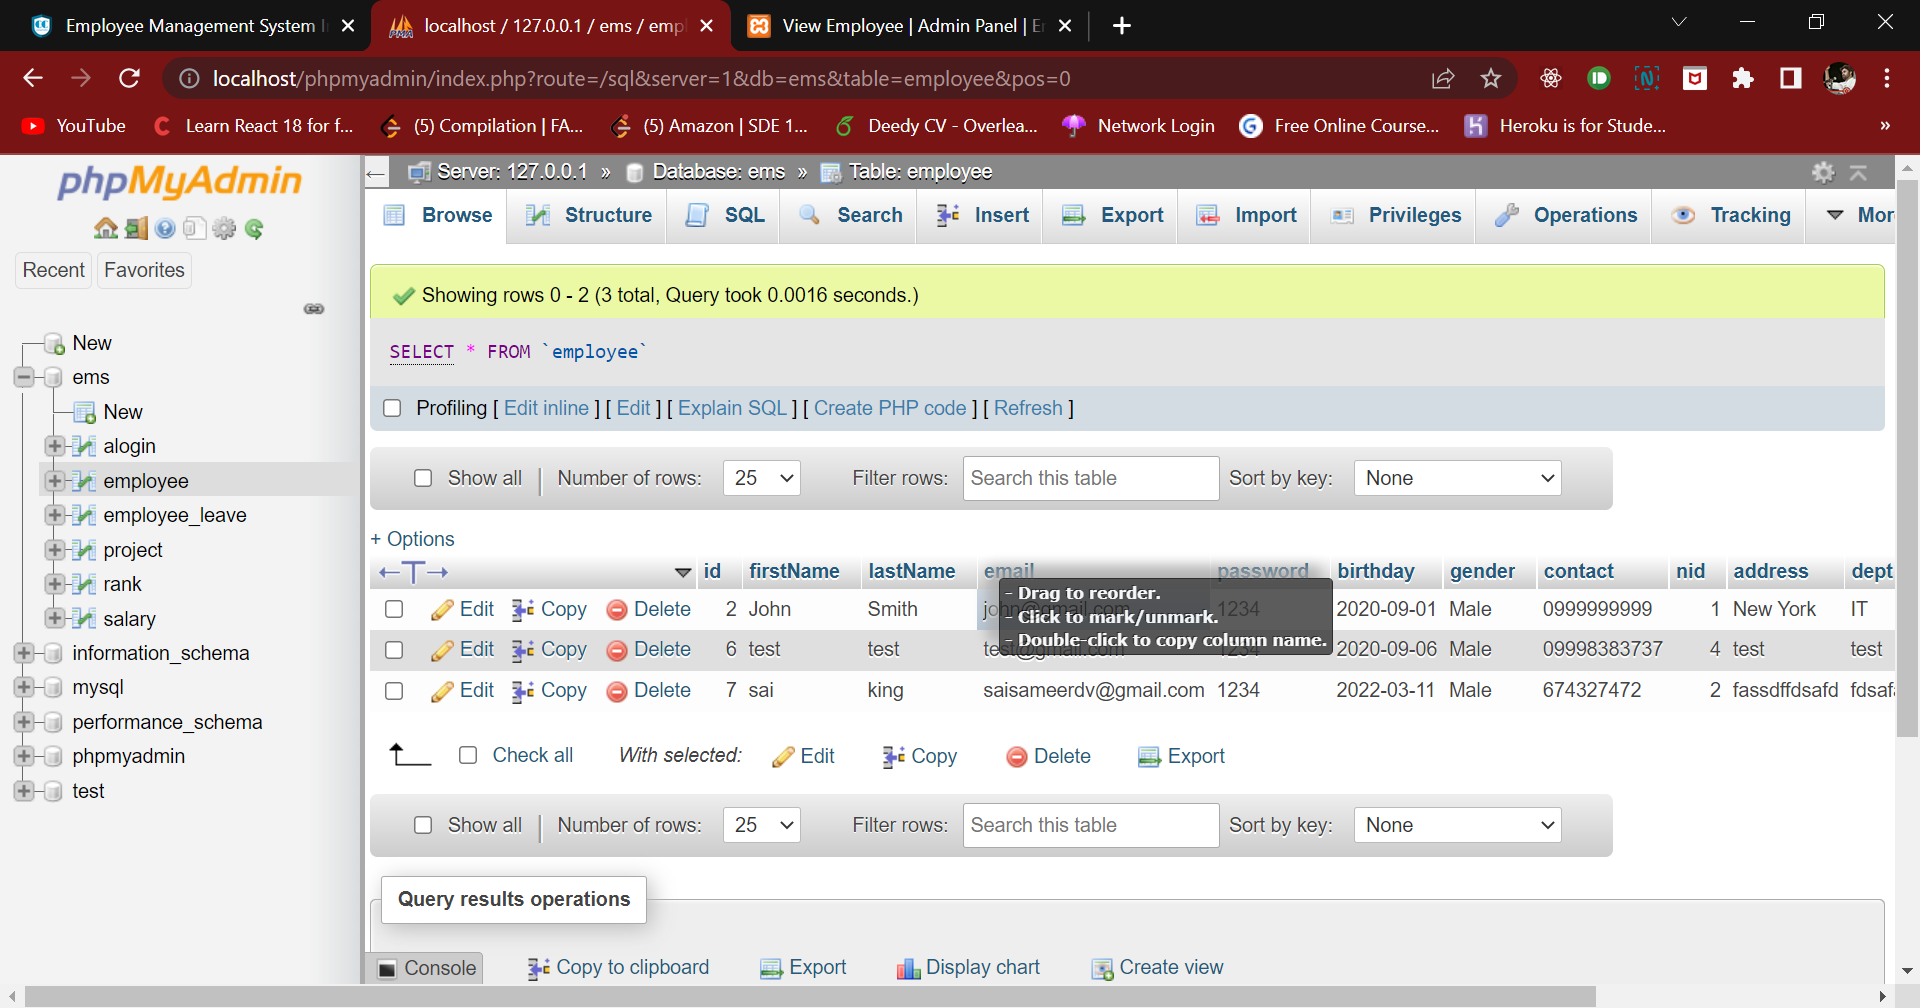 Employee Management System I
localhost / 127.0.0.1 / ems / emp
View Employee | Admin Panel | E
localhost/phpmyadmin/index.php?route=/sql&server=1&db=ems&table=employee&pos=0
YouTube
Learn React 18 for f...
(5) Compilation | FA...
(5) Amazon | SDE 1...
Deedy CV - Overlea...
Network Login
Free Online Course...
Heroku is for Stude...
»
phpMyAdmin
Recent
Favorites
New
ems
New
alogin
employee
employee_leave
project
rank
salary
information_schema
mysql
performance_schema
phpmyadmin
test
Server: 127.0.0.1 » Database: ems » Table: employee
Browse
Structure
SQL
Search
Insert
Export
Import
Privileges
Operations
Tracking
Mor
Showing rows 0 - 2 (3 total, Query took 0.0016 seconds.)
SELECT * FROM `employee`
Profiling [ Edit inline ] [ Edit ] [ Explain SQL ] [ Create PHP code ] [ Refresh ]
Show all | Number of rows: 25 Filter rows: Search this table Sort by key: None
+ Options
id firstName lastName email password birthday gender contact nid address dept
Edit Copy Delete 2 John Smith john@gmail.com 1234 2020-09-01 Male 0999999999 1 New York IT
Edit Copy Delete 6 test test test@gmail.com 1234 2020-09-06 Male 09998383737 4 test test
Edit Copy Delete 7 sai king saisameerdv@gmail.com 1234 2022-03-11 Male 674327472 2 fassdffdsafd fdsaf
- Drag to reorder.
- Click to mark/unmark.
- Double-click to copy column name.
Check all With selected: Edit Copy Delete Export
Show all | Number of rows: 25 Filter rows: Search this table Sort by key: None
Query results operations
Console
Copy to clipboard
Export
Display chart
Create view